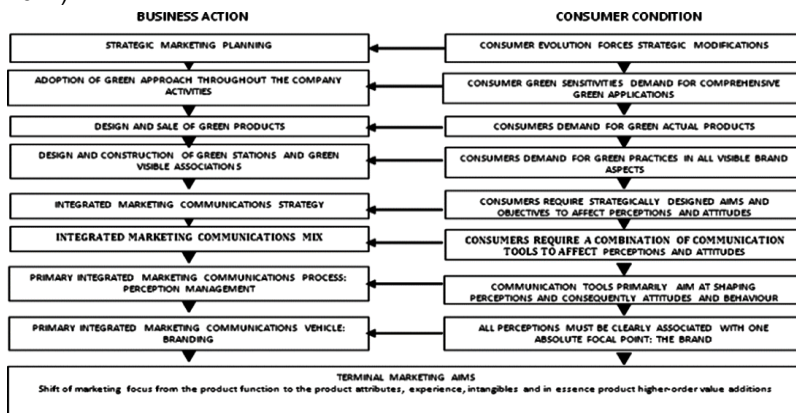 BUSINESS ACTION
CONSUMER CONDITION
STRATEGIC MARKETING PLANNING
CONSUMER EVOLUTION FORCES STRATEGIC MODIFICATIONS
ADOPTION OF GREEN APPROACH THROUGHOUT THE COMPANY
ACTIVITIES
CONSUMER GREEN SENSITIVITIES DEMAND FOR COMPREHENSIVE
GREEN APPLICATIONS
DESIGN AND SALE OF GREEN PRODUCTS
CONSUMERS DEMAND FOR GREEN ACTUAL PRODUCTS
DESIGN AND CONSTRUCTION OF GREEN STATIONS AND GREEN
VISIBLE ASSOCIATIONS
CONSUMERS DEMAND FOR GREEN PRACTICES IN ALL VISIBLE BRAND
ASPECTS
INTEGRATED MARKETING COMMUNICATIONS STRATEGY
CONSUMERS REQUIRE STRATEGICALLY DESIGNED AIMS AND
OBJECTIVES TO AFFECT PERCEPTIONS AND ATTITUDES
INTEGRATED MARKETING COMMUNICATIONS MIX
CONSUMERS REQUIRE A COMBINATION OF COMMUNICATION
TOOLS TO AFFECT PERCEPTIONS AND ATTITUDES
PRIMARY INTEGRATED MARKETING COMMUNICATIONS PROCESS:
PERCEPTION MANAGEMENT
COMMUNICATION TOOLS PRIMARILY AIM AT SHAPING
PERCEPTIONS AND CONSEQUENTLY ATTITUDES AND BEHAVIOUR
PRIMARY INTEGRATED MARKETING COMMUNICATIONS VEHICLE:
BRANDING
ALL PERCEPTIONS MUST BE CLEARLY ASSOCIATED WITH ONE
ABSOLUTE FOCAL POINT: THE BRAND
TERMINAL MARKETING AIMS
Shift of marketing focus from the product function to the product attributes, experience, intangibles and in essence product higher-order value additions